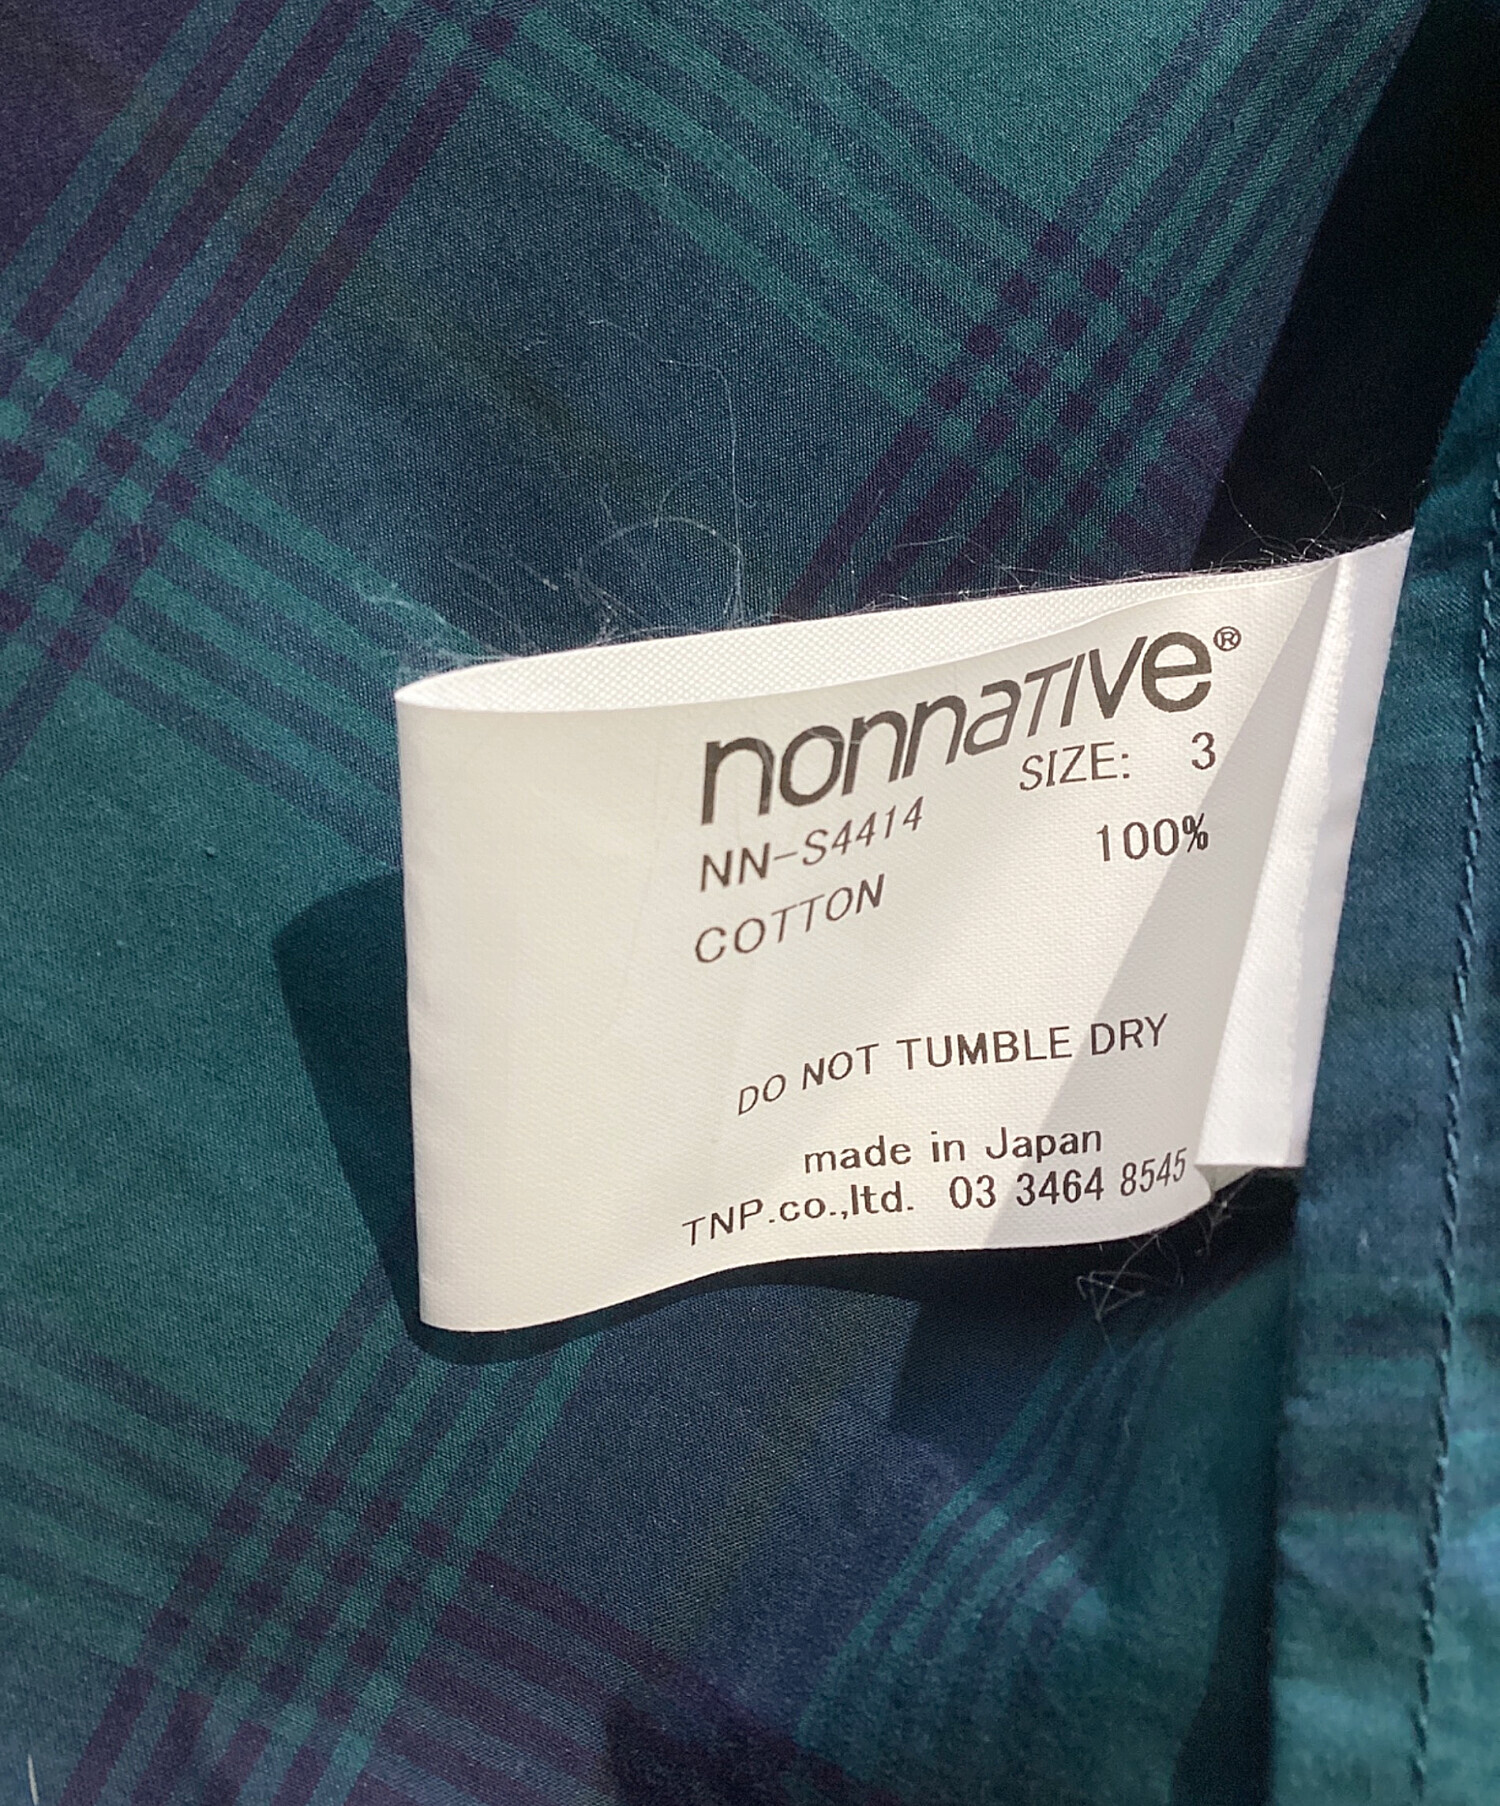 nonnative®
SIZE: 3
NN-S4414
100%
COTTON
DO NOT TUMBLE DRY
made in Japan
TNP.co.,ltd. 03 3464 8545